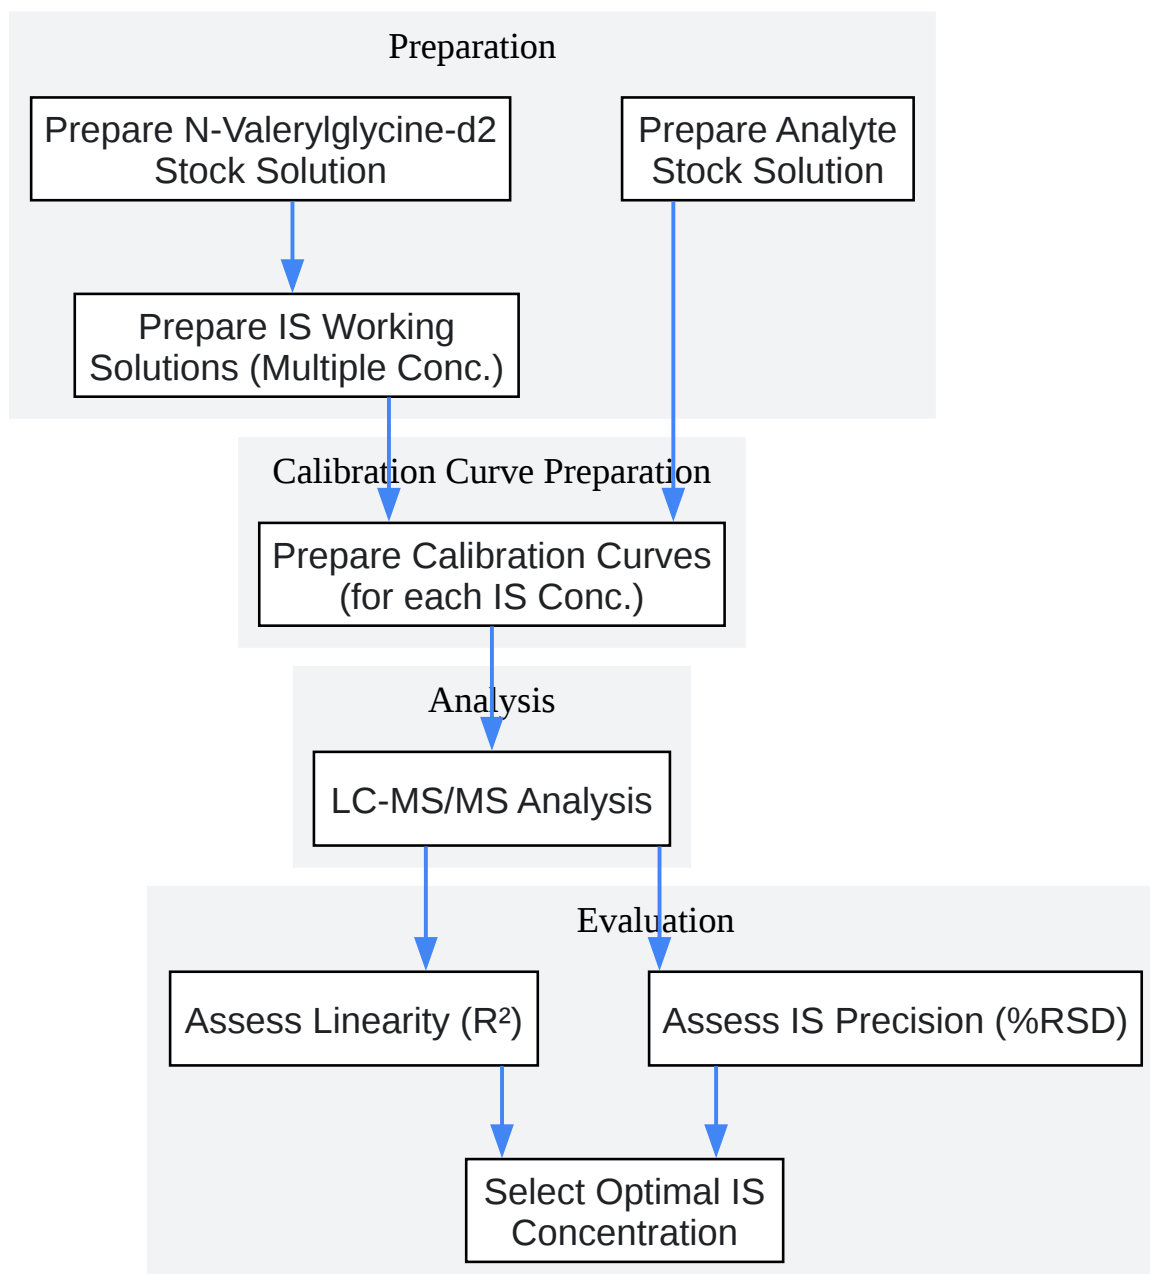 Preparation
Prepare N-Valerylglycine-d2
Stock Solution
Prepare Analyte
Stock Solution
Prepare IS Working
Solutions (Multiple Conc.)
Calibration Curve Preparation
Prepare Calibration Curves
(for each IS Conc.)
Analysis
LC-MS/MS Analysis
Evaluation
Assess Linearity (R²)
Assess IS Precision (%RSD)
Select Optimal IS
Concentration